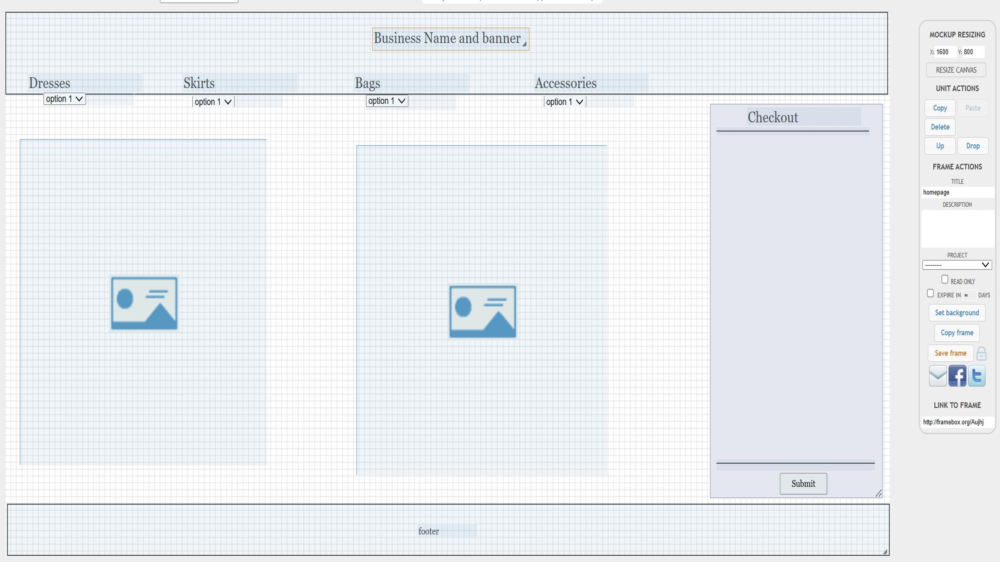 Business Name and banner
Dresses
Skirts
Bags
Accessories
option 1
option 1
option 1
option 1
Checkout
Submit
footer
MOCKUP RESIZING
X: 1600 Y: 800
RESIZE CANVAS
UNIT ACTIONS
Copy Paste
Delete
Up Drop
FRAME ACTIONS
TITLE
homepage
DESCRIPTION
PROJECT
---------
READ ONLY
EXPIRE IN ∞ DAYS
Set background
Copy frame
Save frame
LINK TO FRAME
http://framebox.org/Aujhj